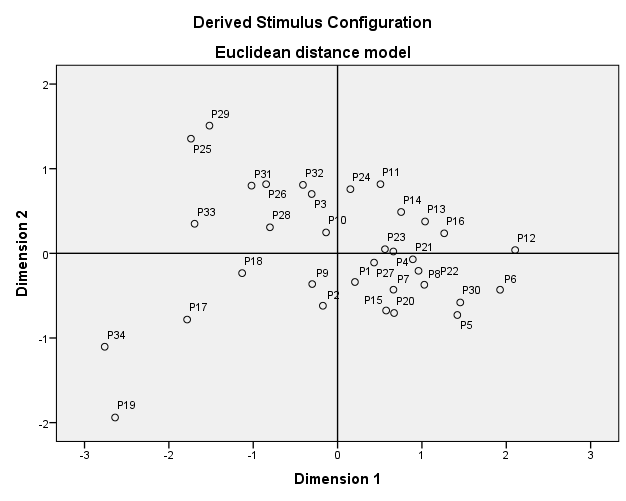 Derived Stimulus Configuration
Euclidean distance model
Dimension 2
2
1
0
-1
-2
P29
P25
P31
P26
P32
P3
P24
P11
P33
P28
P10
P14
P13
P16
P12
P23
P21
P18
P9
P1
P27
P4
P8
P22
P6
P2
P7
P30
P17
P15
P20
P5
P34
P19
-3 -2 -1 0 1 2 3
Dimension 1